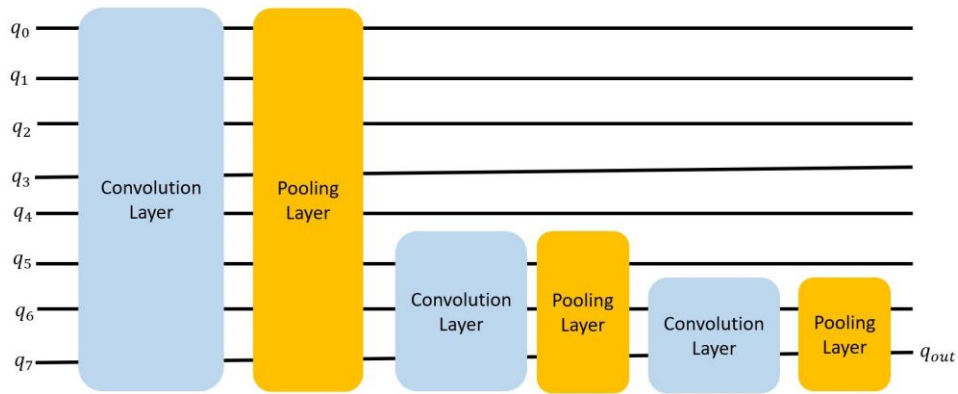 q0
q1
q2
q3
q4
q5
q6
q7
Convolution
Layer
Pooling
Layer
Convolution
Layer
Pooling
Layer
Convolution
Layer
Pooling
Layer
qout